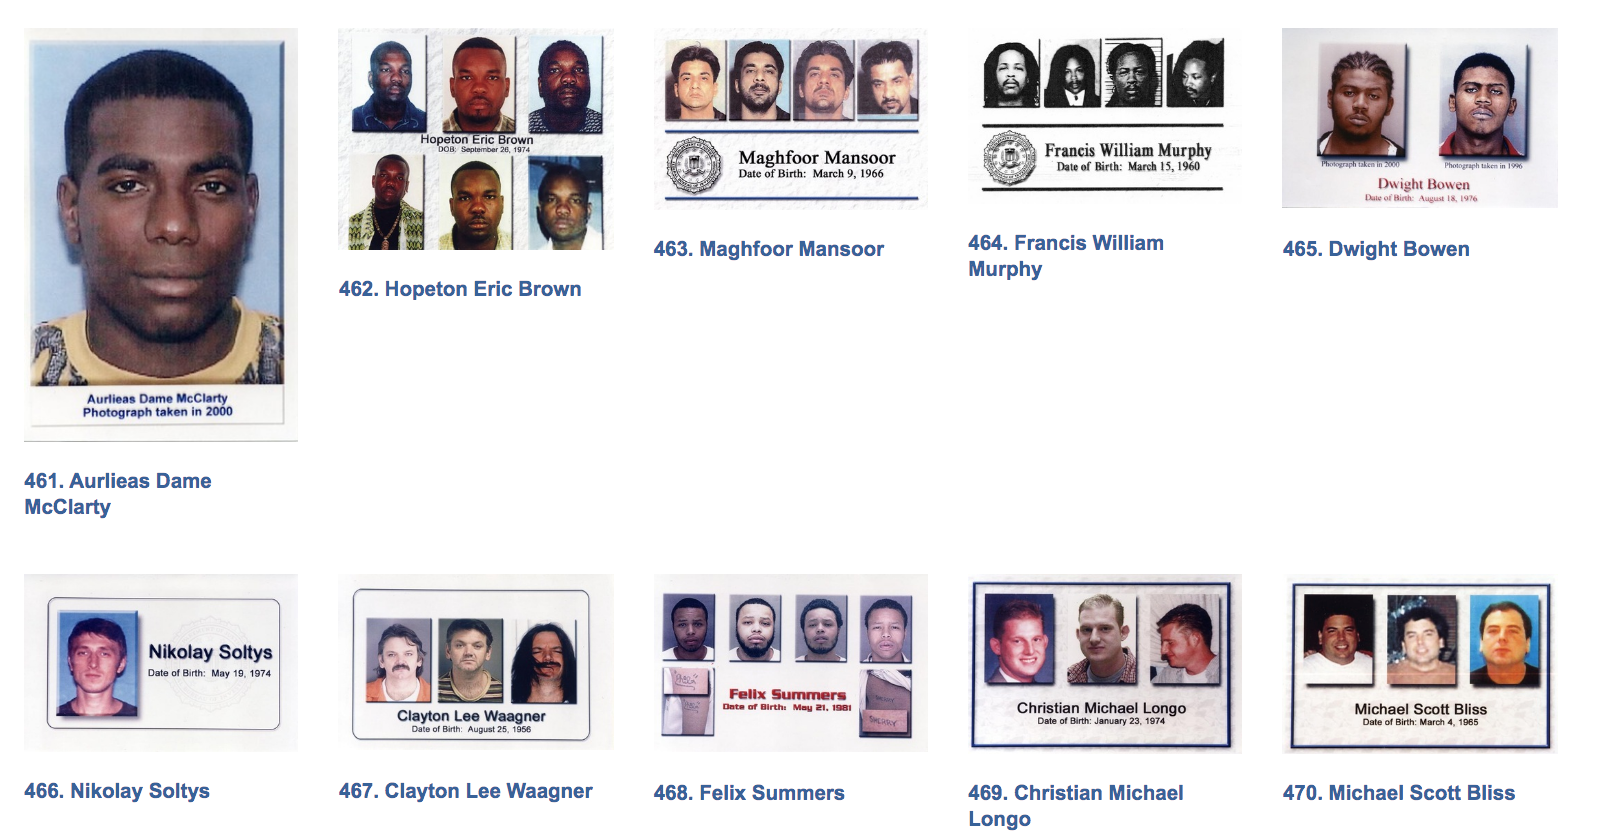 Aurlieas Dame McClarty
Photograph taken in 2000
461. Aurlieas Dame
McClarty
Hopeton Eric Brown
DOB: September 26, 1974
462. Hopeton Eric Brown
Maghfoor Mansoor
Date of Birth: March 9, 1966
463. Maghfoor Mansoor
Francis William Murphy
Date of Birth: March 15, 1960
464. Francis William
Murphy
Photograph taken in 2000
Photograph taken in 1996
Dwight Bowen
Date of Birth: August 18, 1976
465. Dwight Bowen
Nikolay Soltys
Date of Birth: May 19, 1974
466. Nikolay Soltys
Clayton Lee Waagner
Date of Birth: August 25, 1956
467. Clayton Lee Waagner
Felix Summers
Date of Birth: May 21, 1981
468. Felix Summers
Christian Michael Longo
Date of Birth: January 23, 1974
469. Christian Michael
Longo
Michael Scott Bliss
Date of Birth: March 4, 1965
470. Michael Scott Bliss